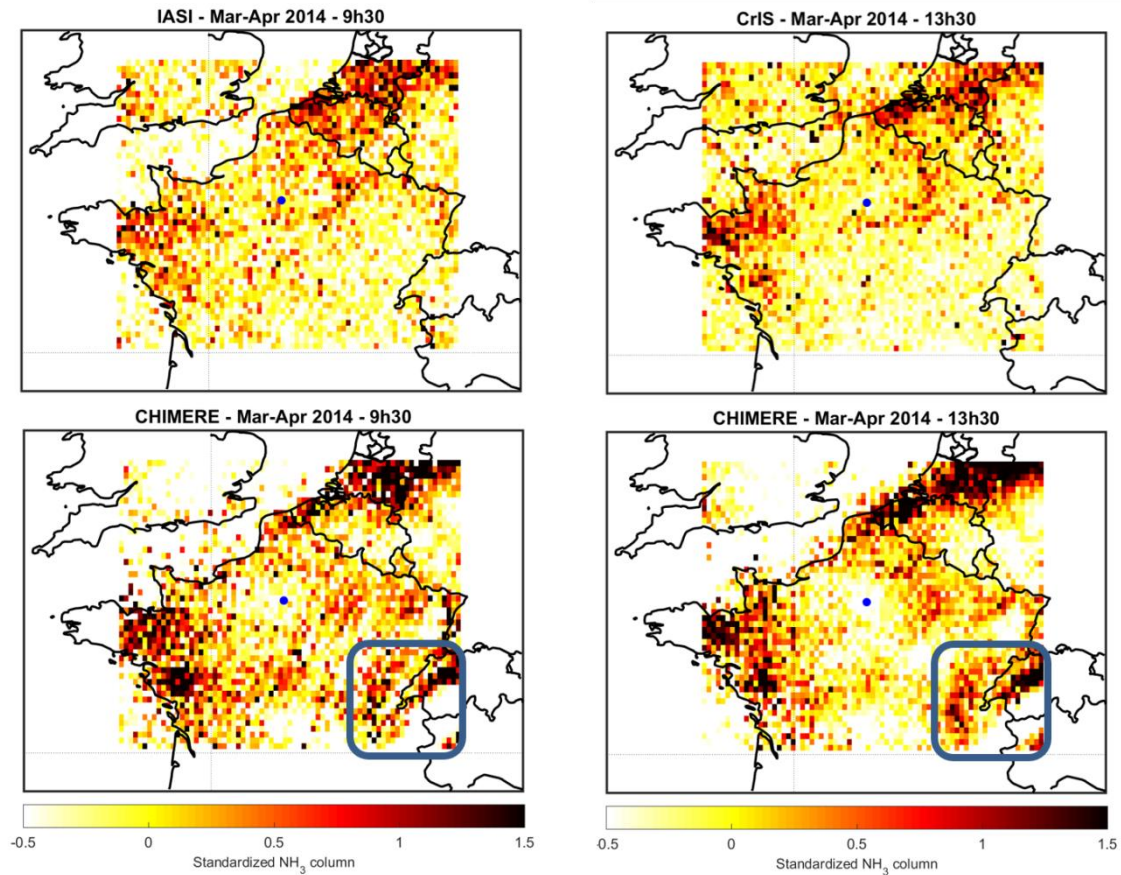 IASI - Mar-Apr 2014 - 9h30
CrIS - Mar-Apr 2014 - 13h30
CHIMERE - Mar-Apr 2014 - 9h30
CHIMERE - Mar-Apr 2014 - 13h30
-0.5 0 0.5 1 1.5
Standardized NH₃ column
-0.5 0 0.5 1 1.5
Standardized NH₃ column